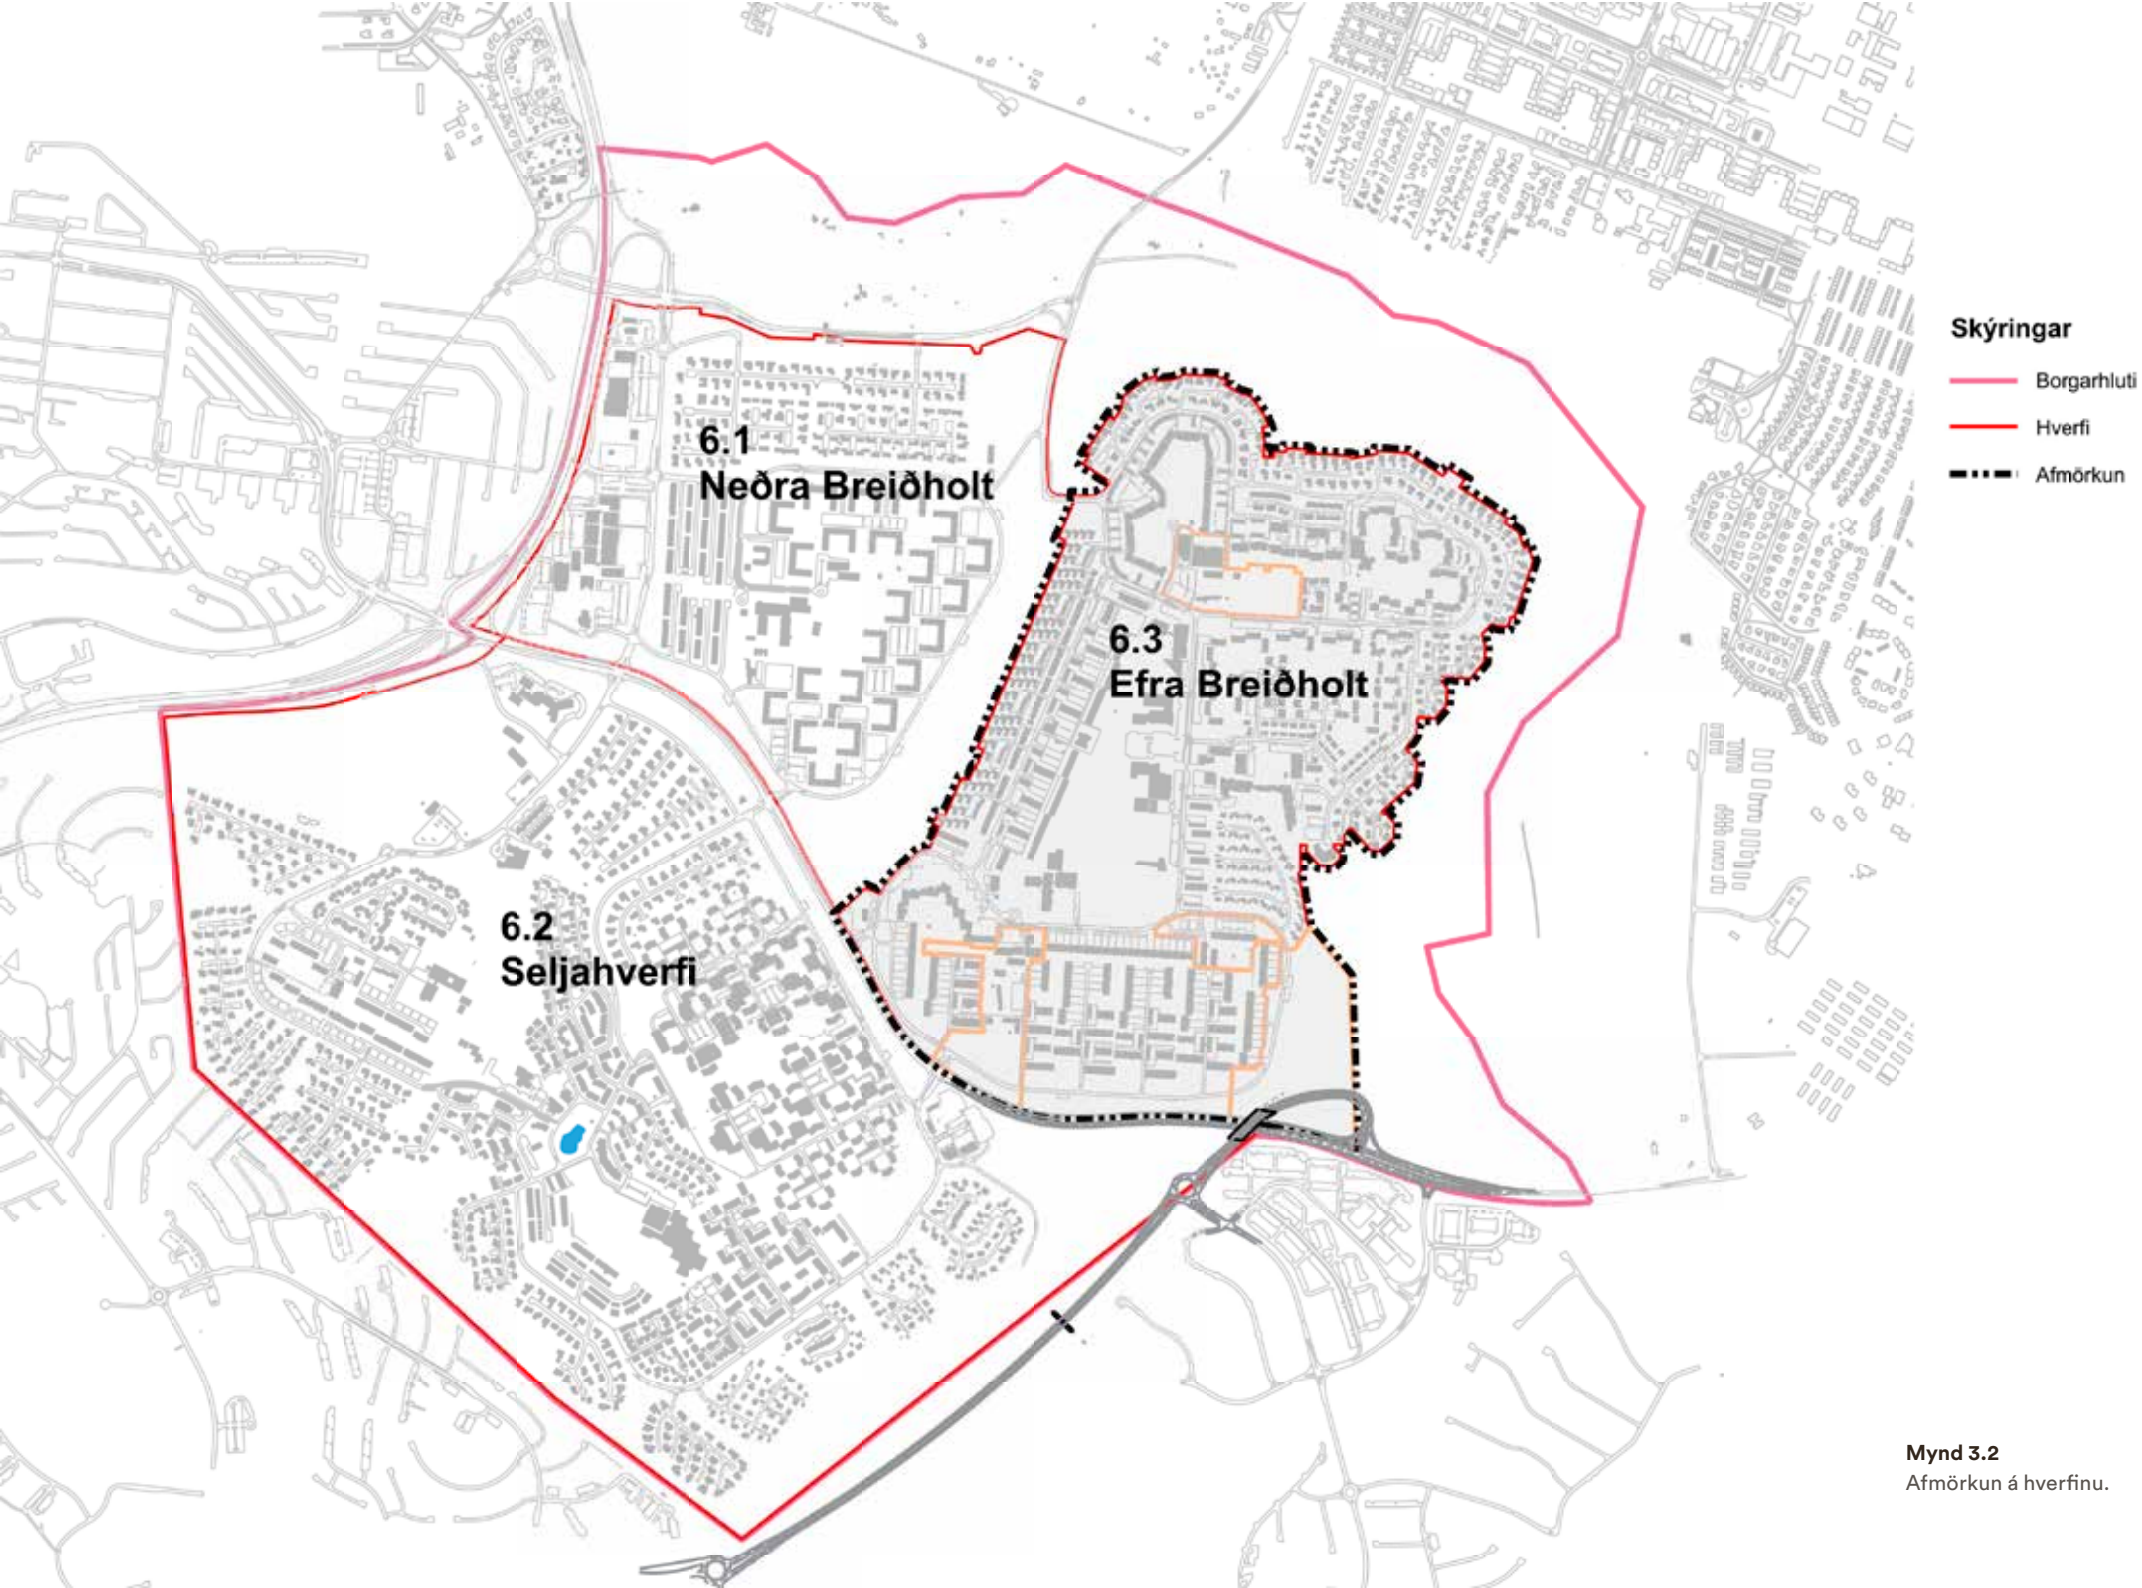 6.1
Neðra Breiðholt
6.3
Efra Breiðholt
6.2
Seljahverfi
Skýringar
Borgarhluti
Hverfi
Afmörkun
Mynd 3.2
Afmörkun á hverfinu.